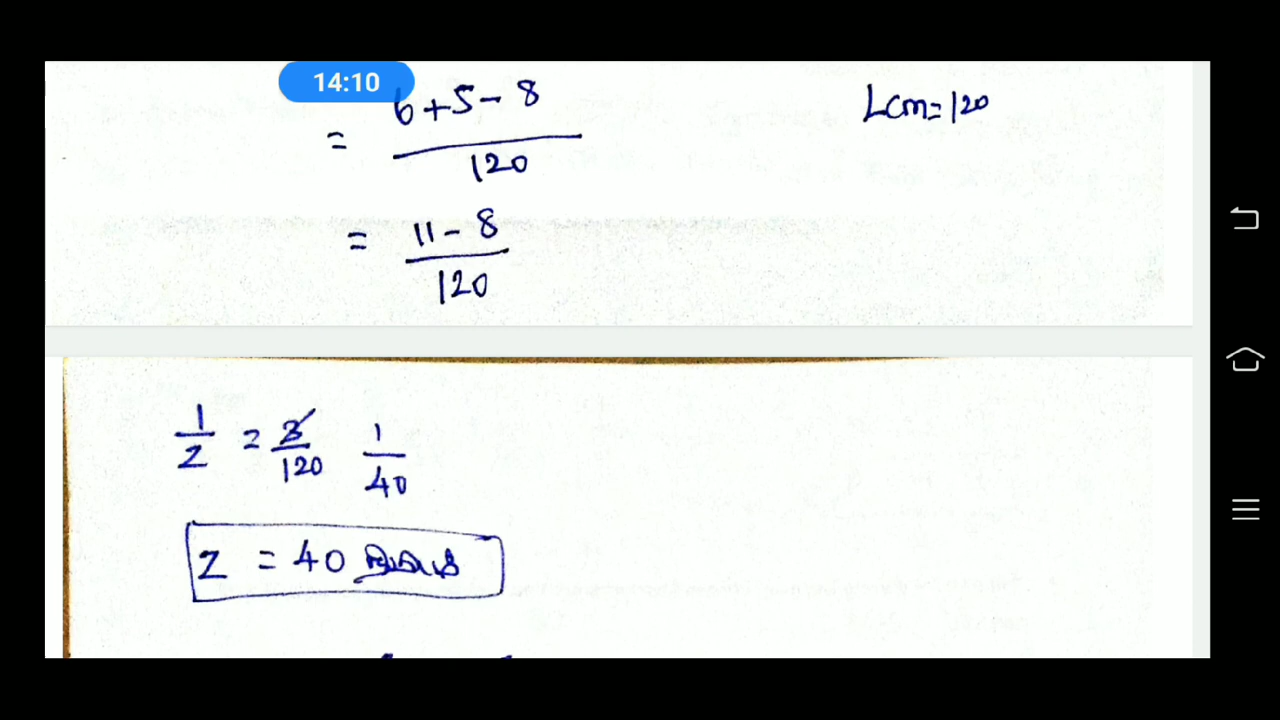 14:10
6+5-8
Lcm=120
=
120
= 11-8
120
1/z = 3/120 1/40
z = 40